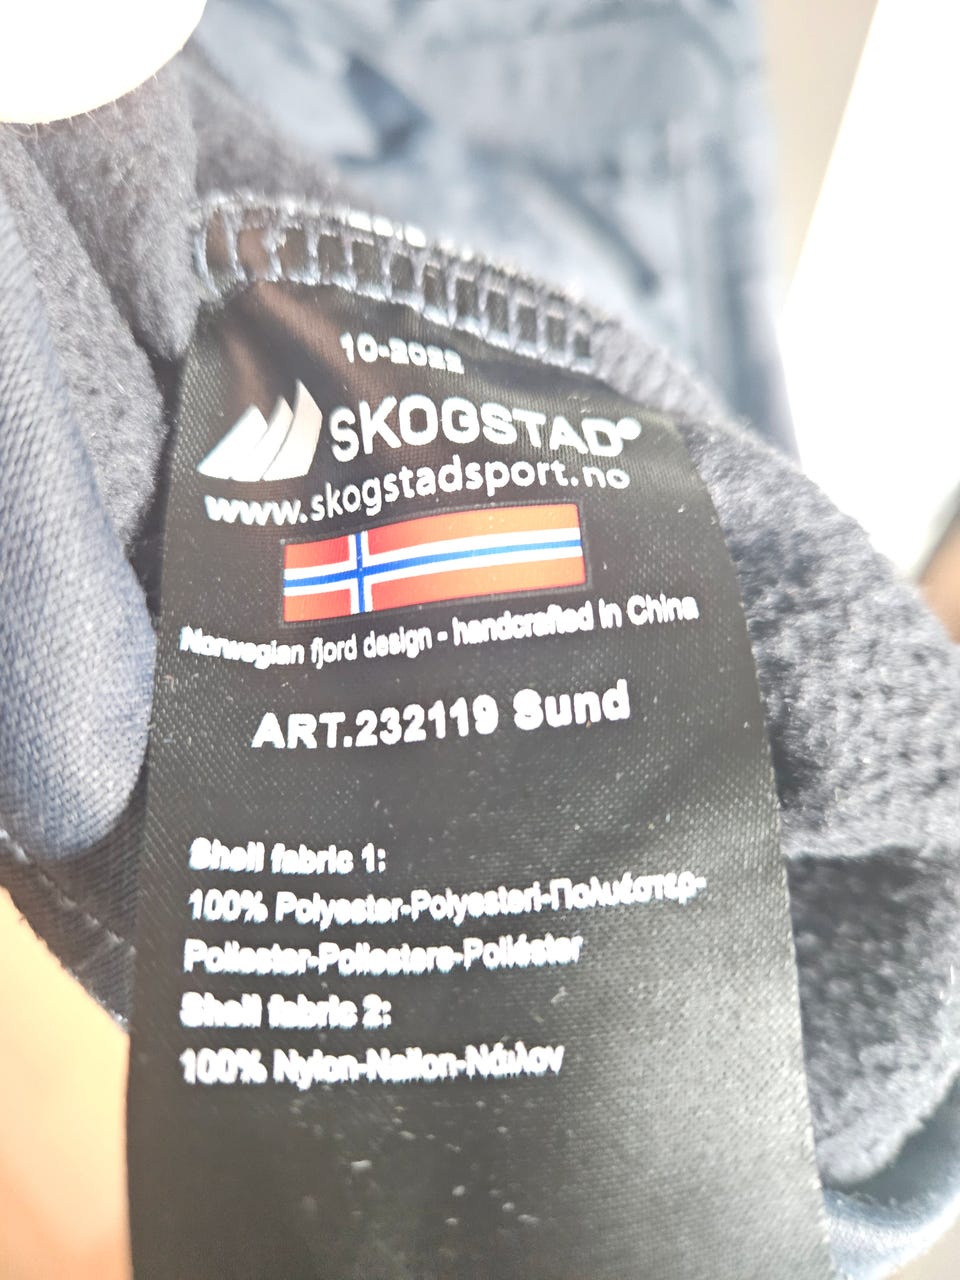 10-2022
SKOGSTAD®
www.skogstadsport.no
Norwegian fjord design - handcrafted in China
ART.232119 Sund
Shell fabric 1:
100% Polyester-Polyesteri-Πολυέστερ-
Poliester-Poliestere-Poliéster
Shell fabric 2:
100% Nylon-Nailon-Νάιλον